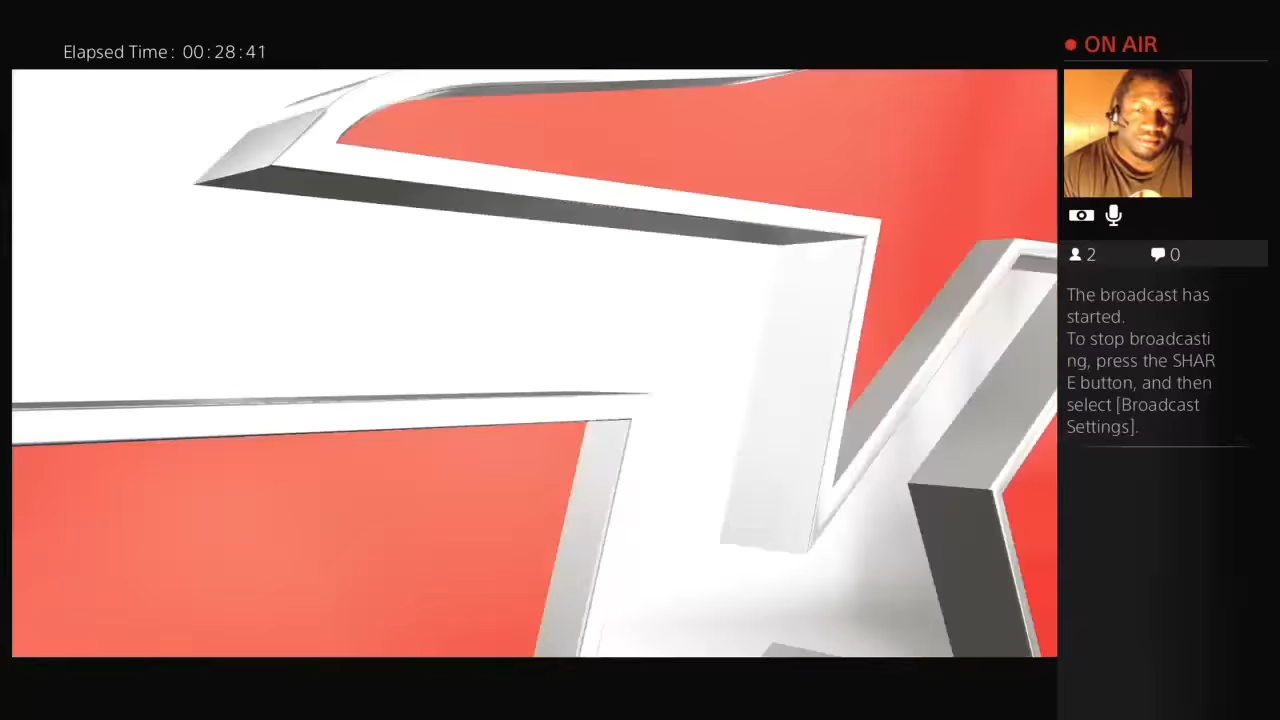 Elapsed Time: 00:28:41
ON AIR
2
0
The broadcast has
started.
To stop broadcasti
ng, press the SHAR
E button, and then
select [Broadcast
Settings].